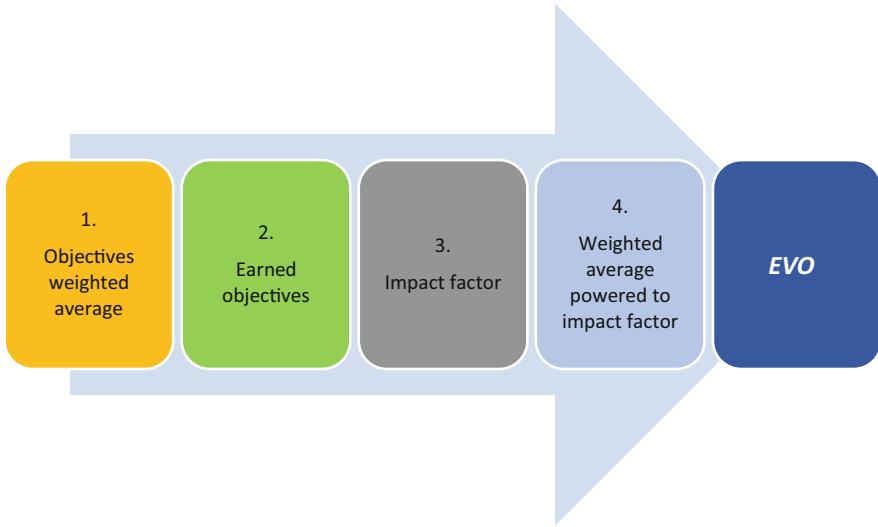 1.
Objectives
weighted
average
2.
Earned
objectives
3.
Impact factor
4.
Weighted
average
powered to
impact factor
EVO